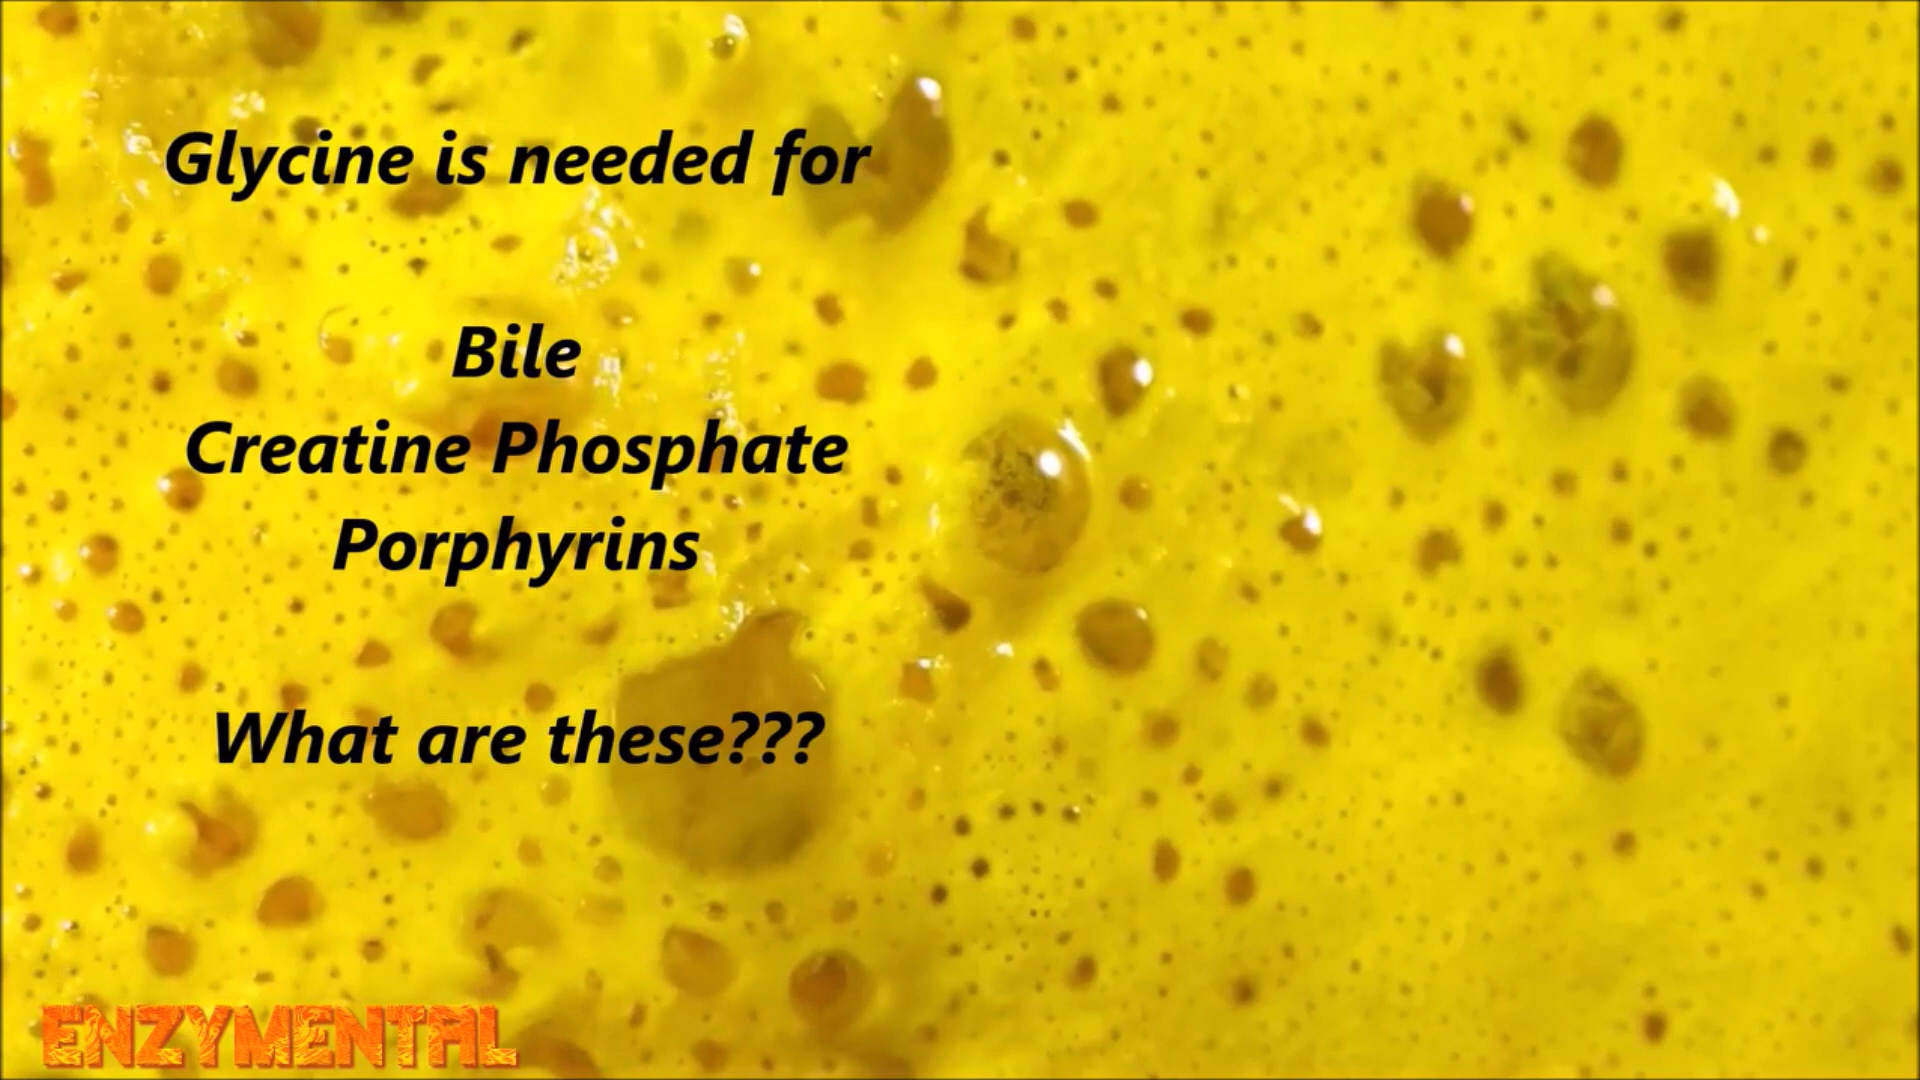 Glycine is needed for
Bile
Creatine Phosphate
Porphyrins
What are these???
ENZYMENTAL